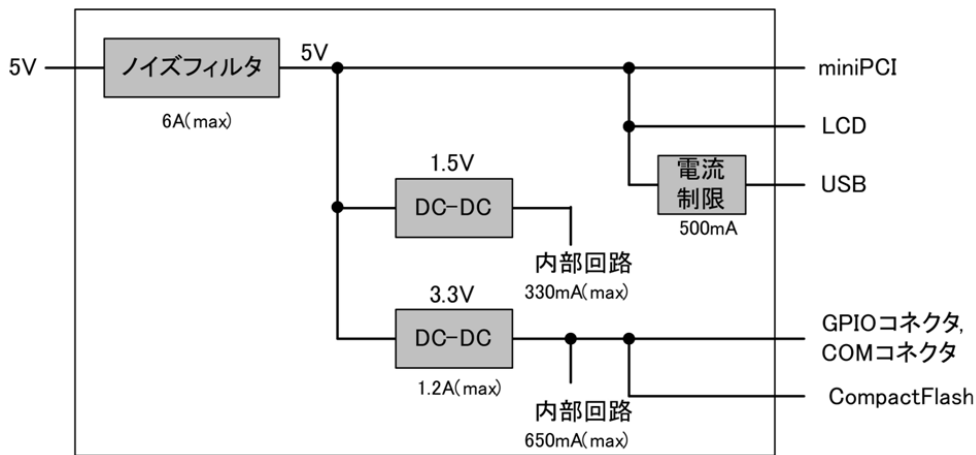 5V
ノイズフィルタ
6A(max)
5V
miniPCI
LCD
電流
制限
500mA
USB
1.5V
DC-DC
内部回路
330mA(max)
3.3V
DC-DC
1.2A(max)
内部回路
650mA(max)
GPIOコネクタ,
COMコネクタ
CompactFlash